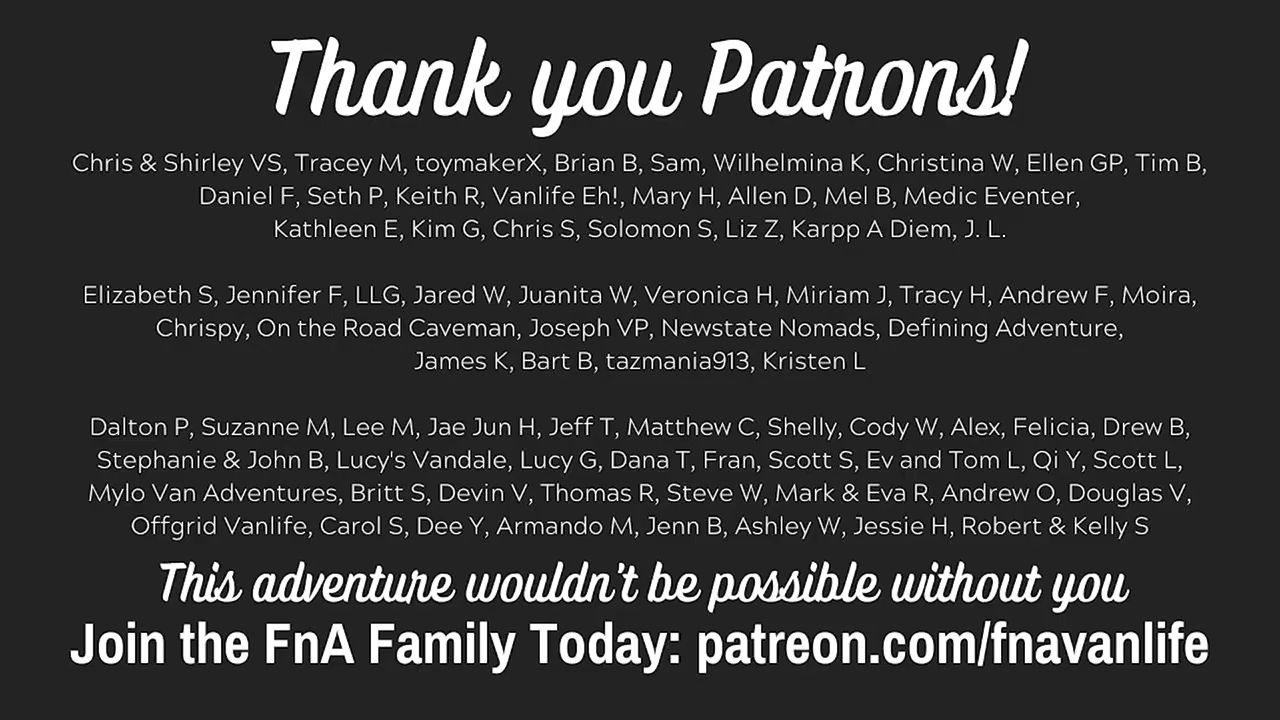 Thank you Patrons!
Chris & Shirley VS, Tracey M, toymakerX, Brian B, Sam, Wilhelmina K, Christina W, Ellen GP, Tim B,
Daniel F, Seth P, Keith R, Vanlife Eh!, Mary H, Allen D, Mel B, Medic Eventer,
Kathleen E, Kim G, Chris S, Solomon S, Liz Z, Karpp A Diem, J. L.
Elizabeth S, Jennifer F, LLG, Jared W, Juanita W, Veronica H, Miriam J, Tracy H, Andrew F, Moira,
Chrispy, On the Road Caveman, Joseph VP, Newstate Nomads, Defining Adventure,
James K, Bart B, tazmania913, Kristen L
Dalton P, Suzanne M, Lee M, Jae Jun H, Jeff T, Matthew C, Shelly, Cody W, Alex, Felicia, Drew B,
Stephanie & John B, Lucy's Vandale, Lucy G, Dana T, Fran, Scott S, Ev and Tom L, Qi Y, Scott L,
Mylo Van Adventures, Britt S, Devin V, Thomas R, Steve W, Mark & Eva R, Andrew O, Douglas V,
Offgrid Vanlife, Carol S, Dee Y, Armando M, Jenn B, Ashley W, Jessie H, Robert & Kelly S
This adventure wouldn't be possible without you
Join the FnA Family Today: patreon.com/fnavanlife